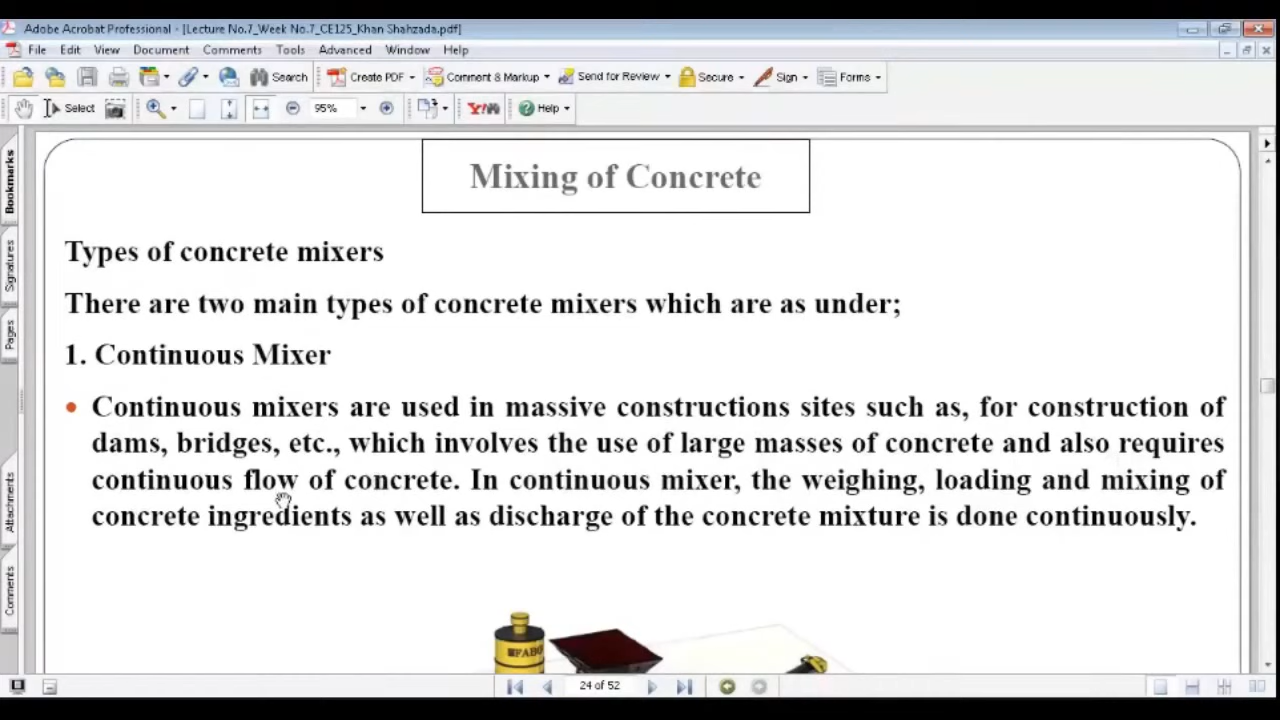 Adobe Acrobat Professional - [Lecture No.7_Week No.7_CE125_Khan Shahzada.pdf]
File Edit View Document Comments Tools Advanced Window Help
Search Create PDF Comment & Markup Send for Review Secure Sign Forms
Select 95% Y! Help
Bookmarks
Signatures
Pages
Attachments
Comments
Mixing of Concrete
Types of concrete mixers
There are two main types of concrete mixers which are as under;
1. Continuous Mixer
• Continuous mixers are used in massive constructions sites such as, for construction of
dams, bridges, etc., which involves the use of large masses of concrete and also requires
continuous flow of concrete. In continuous mixer, the weighing, loading and mixing of
concrete ingredients as well as discharge of the concrete mixture is done continuously.
24 of 52